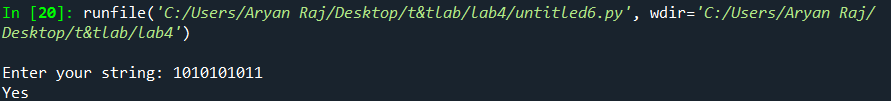 In [20]: runfile('C:/Users/Aryan Raj/Desktop/t&tlab/lab4/untitled6.py', wdir='C:/Users/Aryan Raj/
Desktop/t&tlab/lab4')
Enter your string: 1010101011
Yes